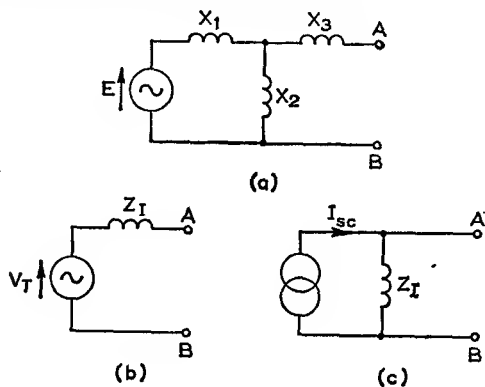 X1 X3 A
E X2
B
(a)
ZI A Isc A
VT ZI
B B
(b) (c)